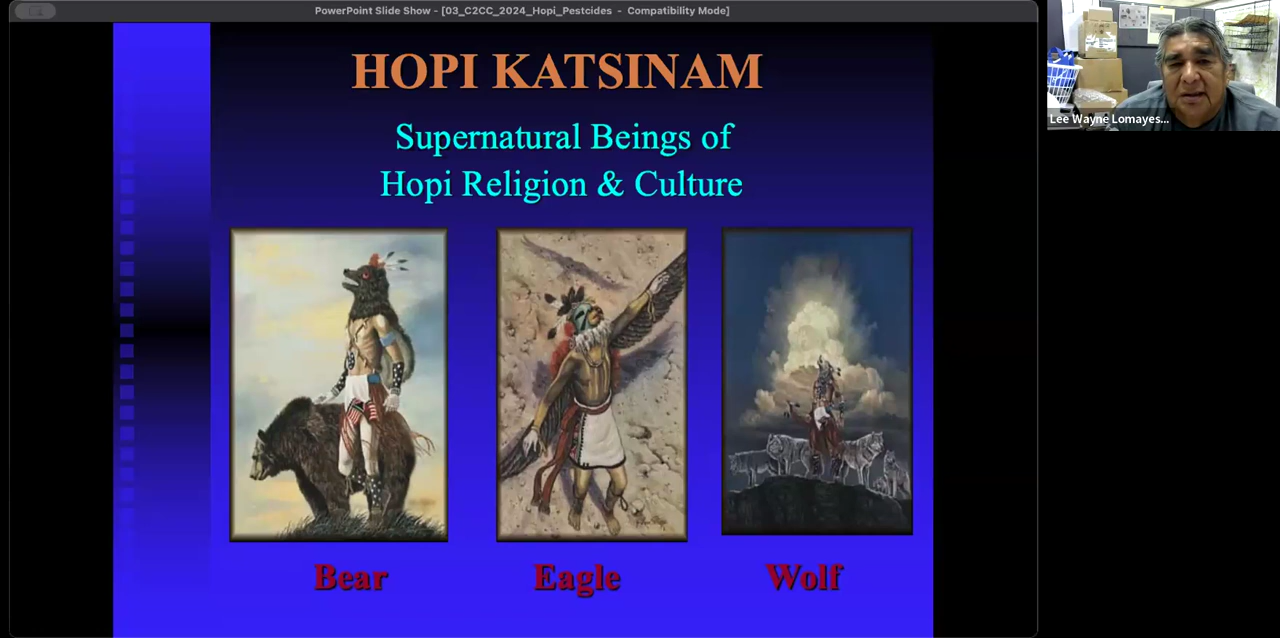 PowerPoint Slide Show - [03_C2CC_2024_Hopi_Pestcides - Compatibility Mode]
Lee Wayne Lomayes...
HOPI KATSINAM
Supernatural Beings of
Hopi Religion & Culture
Bear
Eagle
Wolf